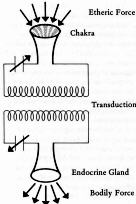 Etheric Force
Chakra
Transduction
Endocrine Gland
Bodily Force